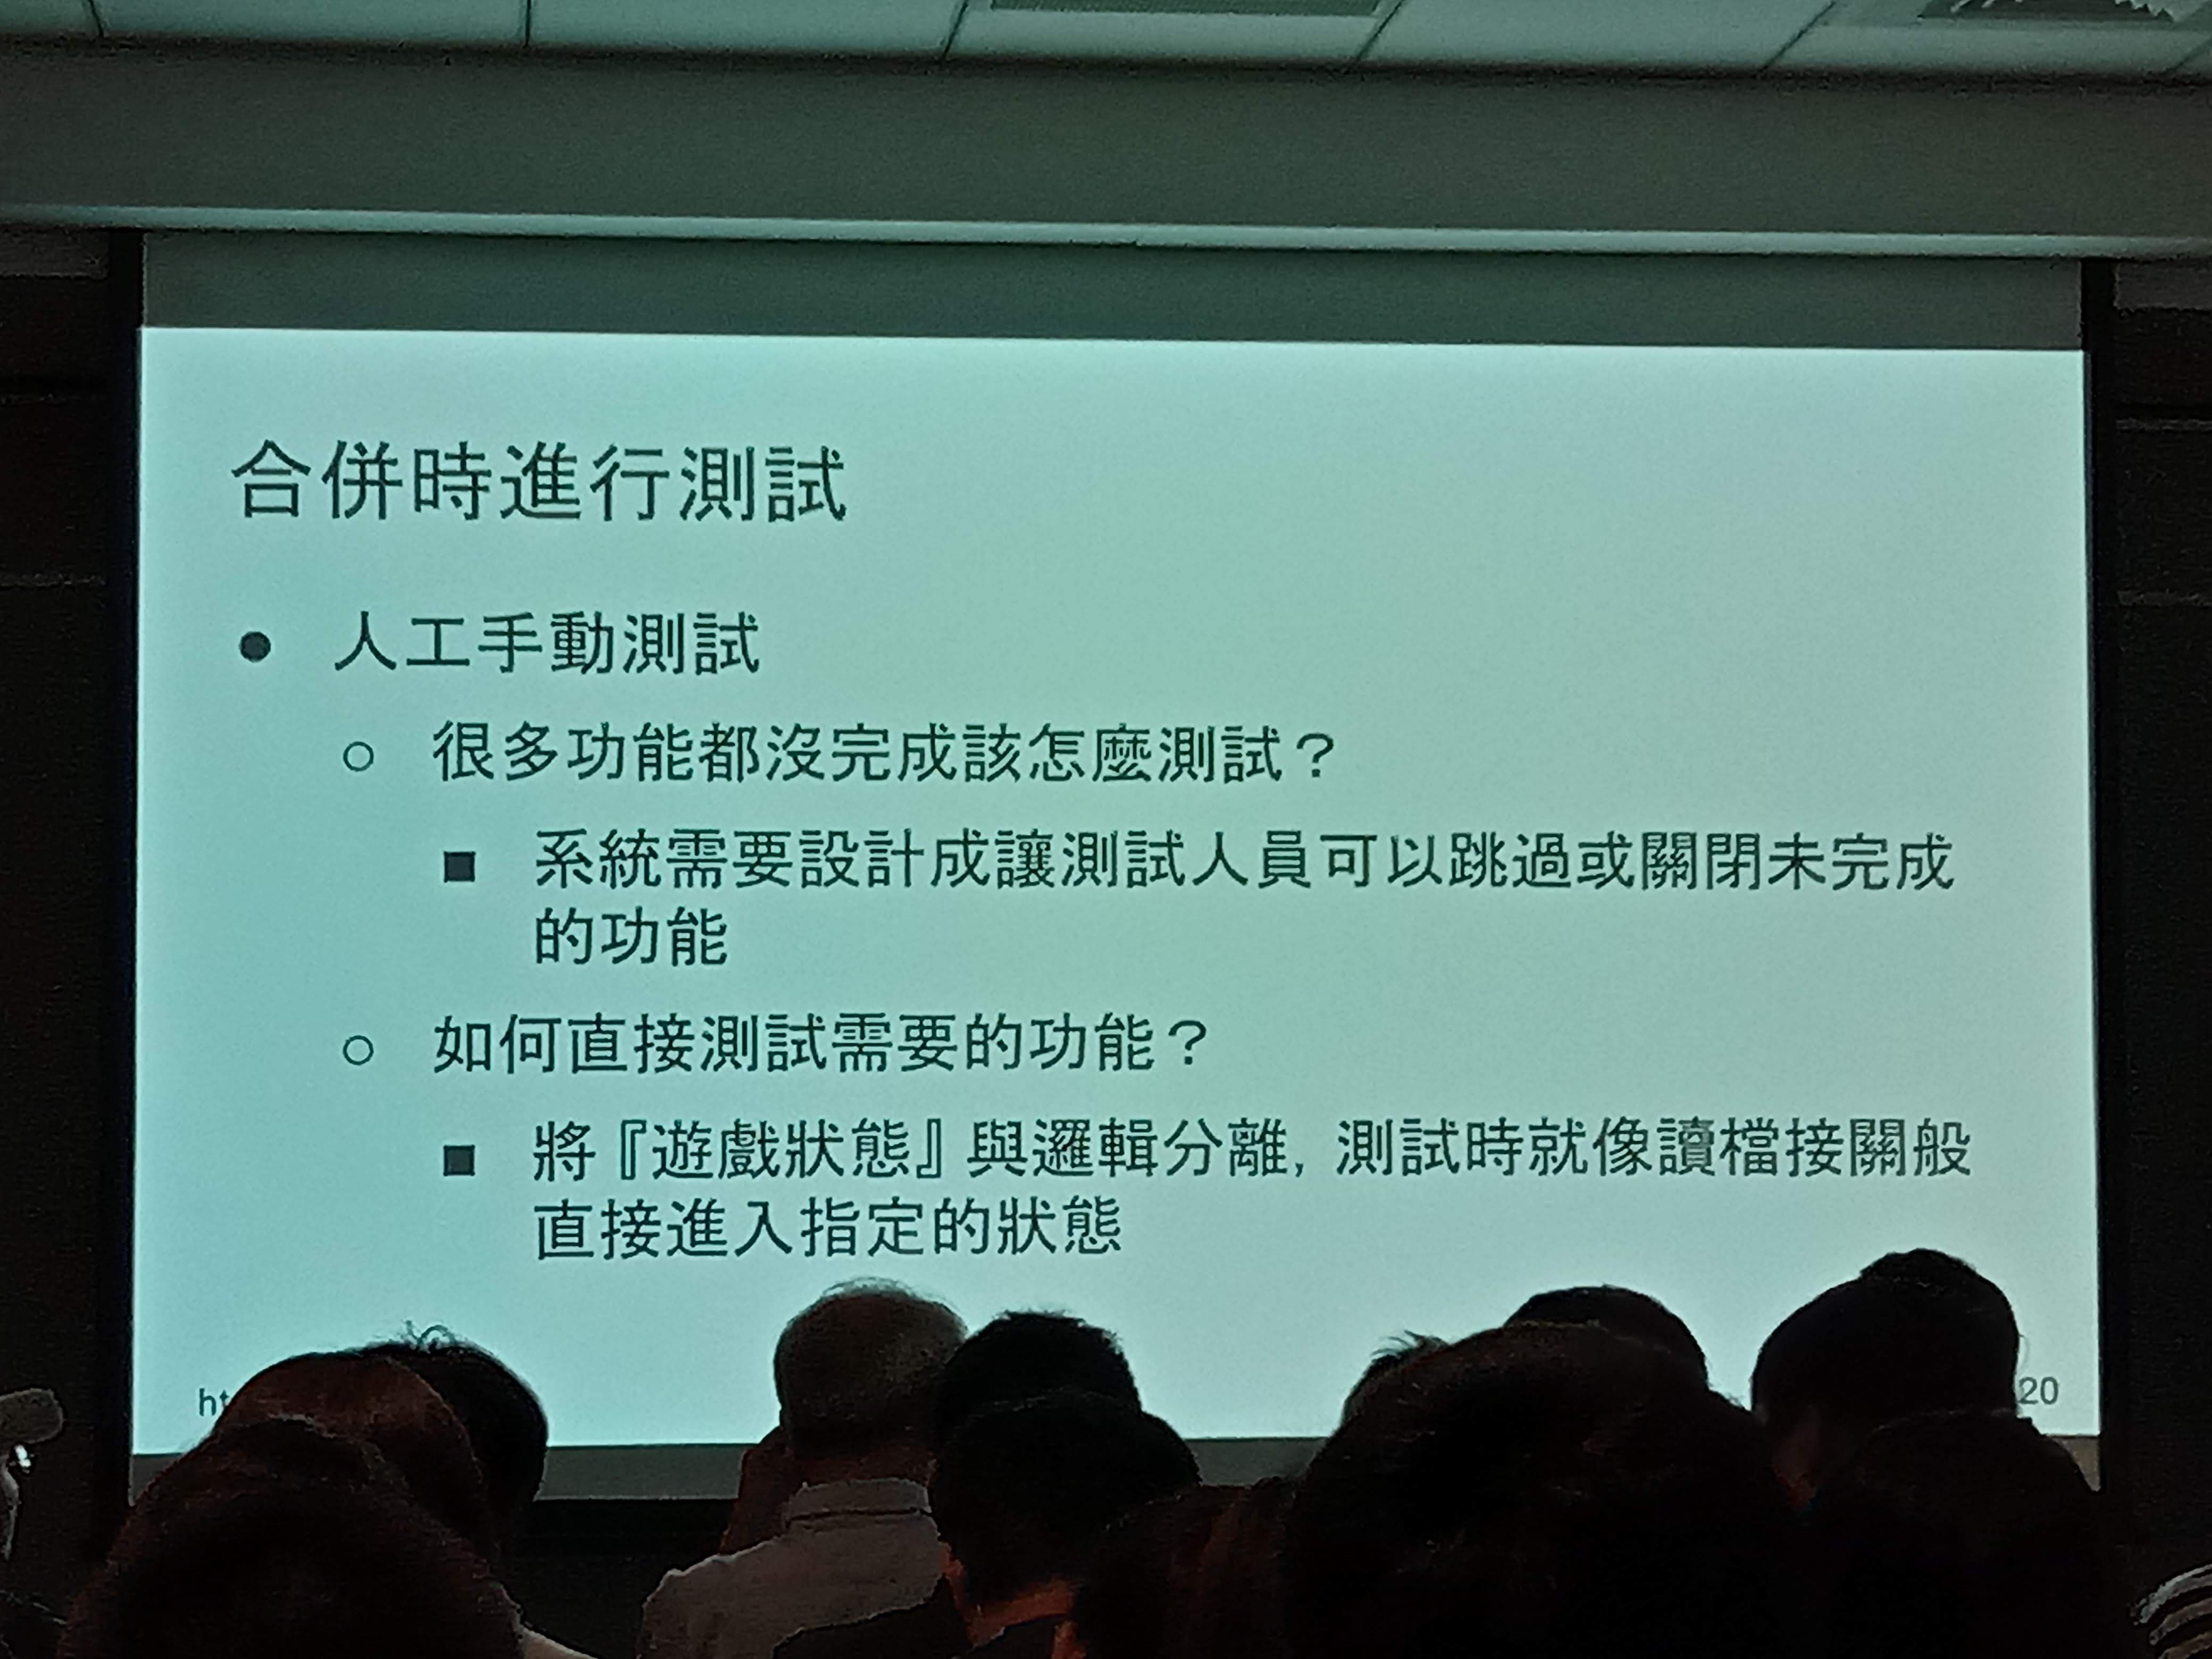 合併時進行測試
● 人工手動測試
○ 很多功能都沒完成該怎麼測試？
■ 系統需要設計成讓測試人員可以跳過或關閉未完成
的功能
○ 如何直接測試需要的功能？
■ 將『遊戲狀態』與邏輯分離, 測試時就像讀檔接關般
直接進入指定的狀態
20